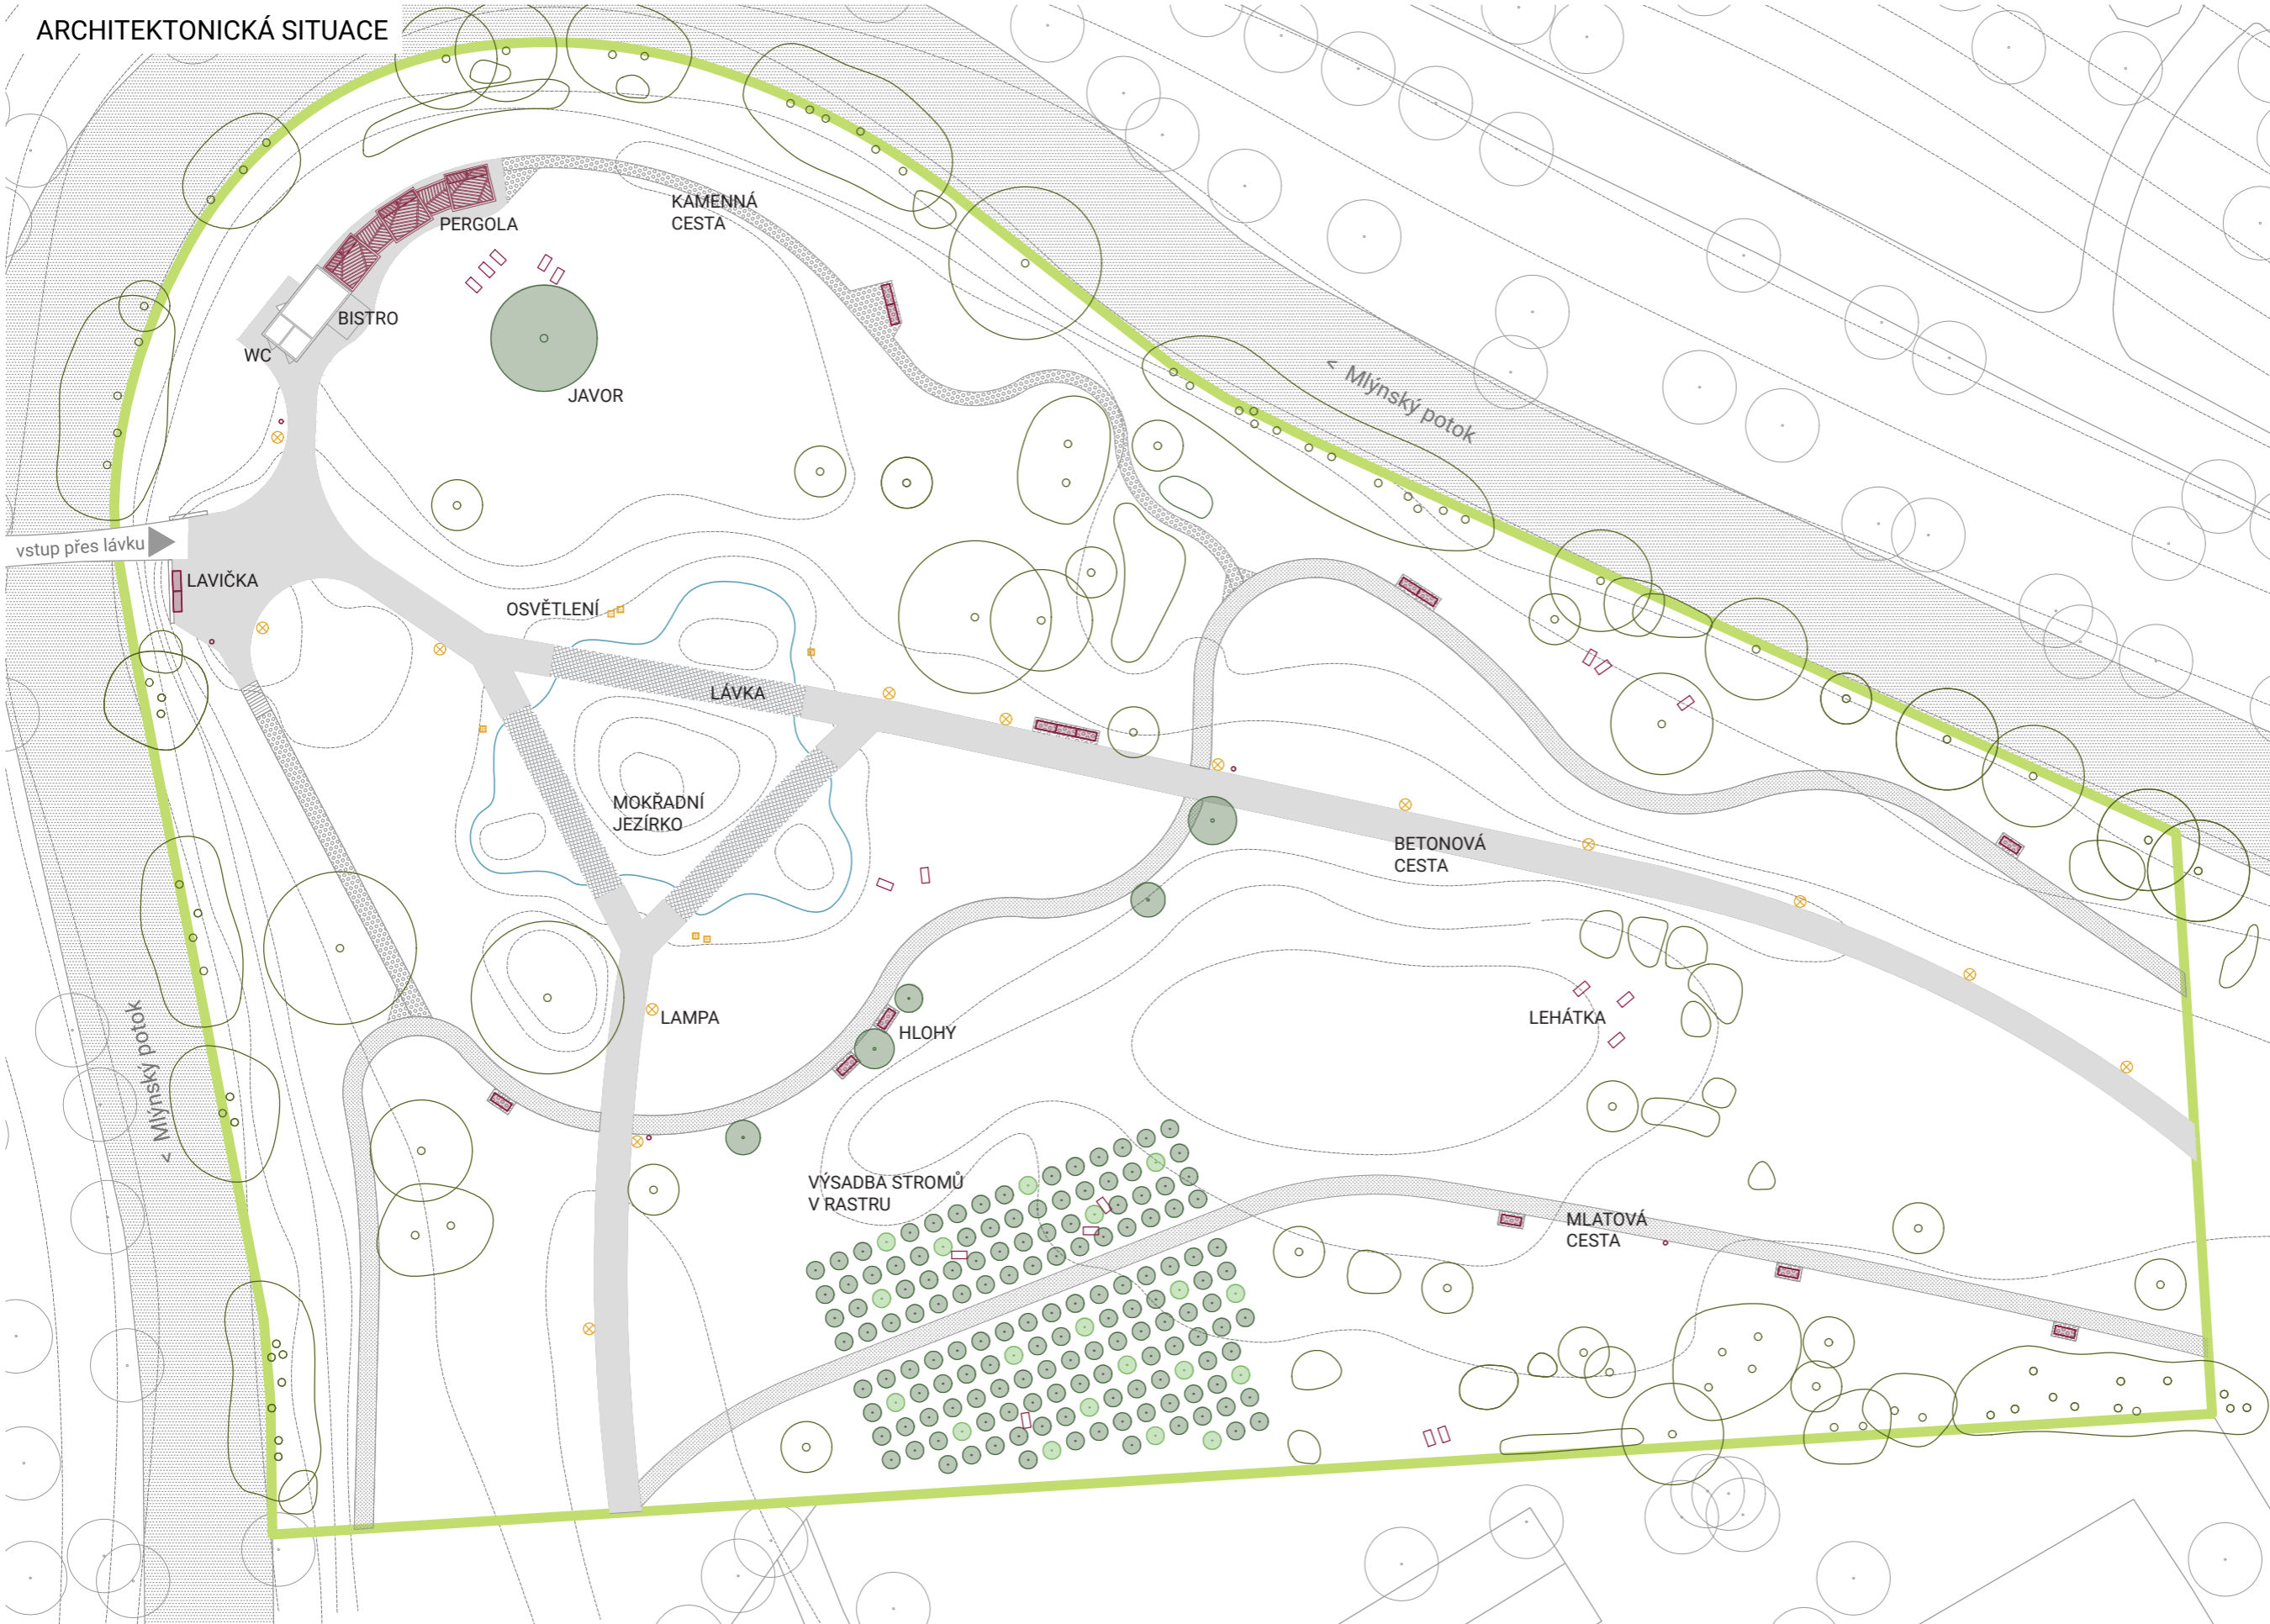 ARCHITEKTONICKÁ SITUACE
KAMENNÁ
CESTA
PERGOLA
BISTRO
WC
JAVOR
< Mlýnský potok
vstup přes lávku
LAVIČKA
OSVĚTLENÍ
LÁVKA
MOKŘADNÍ
JEZÍRKO
BETONOVÁ
CESTA
< Mlýnský potok
LAMPA
HLOHY
LEHÁTKA
VÝSADBA STROMŮ
V RASTRU
MLATOVÁ
CESTA